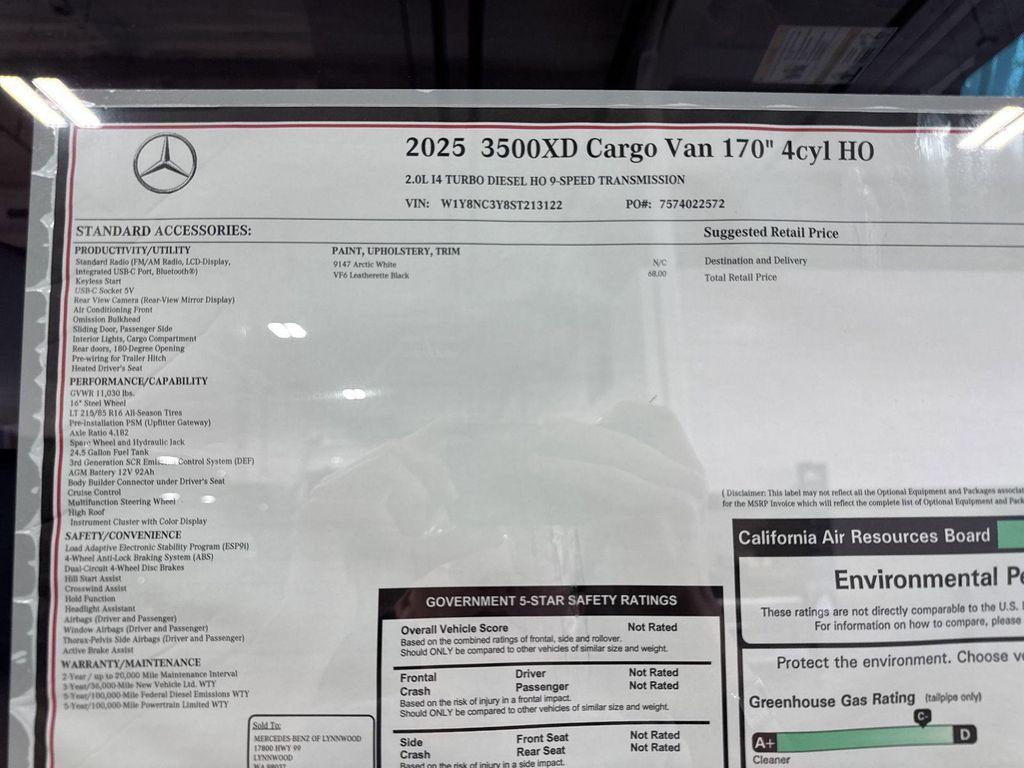 2025 3500XD Cargo Van 170" 4cyl HO
2.0L I4 TURBO DIESEL HO 9-SPEED TRANSMISSION
VIN: W1Y8NC3Y8ST213122 PO#: 7574022572
STANDARD ACCESSORIES:
PRODUCTIVITY/UTILITY
Standard Radio (FM/AM Radio, LCD-Display,
Integrated USB-C Port, Bluetooth®)
Keyless Start
USB-C Socket 5V
Rear View Camera (Rear-View Mirror Display)
Air Conditioning Front
Omission Bulkhead
Sliding Door, Passenger Side
Interior Lights, Cargo Compartment
Rear doors, 180-Degree Opening
Pre-wiring for Trailer Hitch
Heated Driver's Seat
PERFORMANCE/CAPABILITY
GVWR 11,030 lbs.
16" Steel Wheel
LT 215/85 R16 All-Season Tires
Pre-Installation PSM (Upfitter Gateway)
Axle Ratio 4.182
Spare Wheel and Hydraulic Jack
24.5 Gallon Fuel Tank
3rd Generation SCR Emission Control System (DEF)
AGM Battery 12V 92Ah
Body Builder Connector under Driver's Seat
Cruise Control
Multifunction Steering Wheel
High Roof
Instrument Cluster with Color Display
SAFETY/CONVENIENCE
Load Adaptive Electronic Stability Program (ESP9I)
4-Wheel Anti-Lock Braking System (ABS)
Dual-Circuit 4-Wheel Disc Brakes
Hill Start Assist
Crosswind Assist
Hold Function
Headlight Assistant
Airbags (Driver and Passenger)
Window Airbags (Driver and Passenger)
Thorax-Pelvis Side Airbags (Driver and Passenger)
Active Brake Assist
WARRANTY/MAINTENANCE
2-Year / up to 20,000 Mile Maintenance Interval
3-Year/36,000-Mile New Vehicle Ltd. WTY
5-Year/100,000-Mile Federal Diesel Emissions WTY
5-Year/100,000-Mile Powertrain Limited WTY
PAINT, UPHOLSTERY, TRIM
9147 Arctic White N/C
VF6 Leatherette Black 68.00
Suggested Retail Price
Destination and Delivery
Total Retail Price
( Disclaimer: This label may not reflect all the Optional Equipment and Packages
for the MSRP Invoice which will reflect the complete list of Optional Equipment and
Sold To:
MERCEDES-BENZ OF LYNNWOOD
17800 HWY 99
LYNNWOOD
WA 98037
GOVERNMENT 5-STAR SAFETY RATINGS
Overall Vehicle Score Not Rated
Based on the combined ratings of frontal, side and rollover.
Should ONLY be compared to other vehicles of similar size and weight.
Frontal Driver Not Rated
Crash Passenger Not Rated
Based on the risk of injury in a frontal impact.
Should ONLY be compared to other vehicles of similar size and weight.
Side Front Seat Not Rated
Crash Rear Seat Not Rated
Based on the risk of injury in a side impact.
California Air Resources Board
Environmental
These ratings are not directly comparable to the U.S.
For information on how to compare, please
Protect the environment. Choose
Greenhouse Gas Rating (tailpipe only)
C-
A+ D
Cleaner